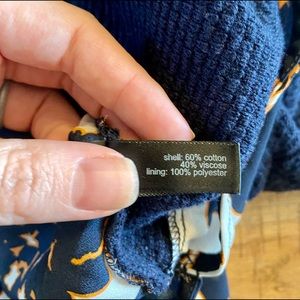 shell: 60% cotton
40% viscose
lining: 100% polyester